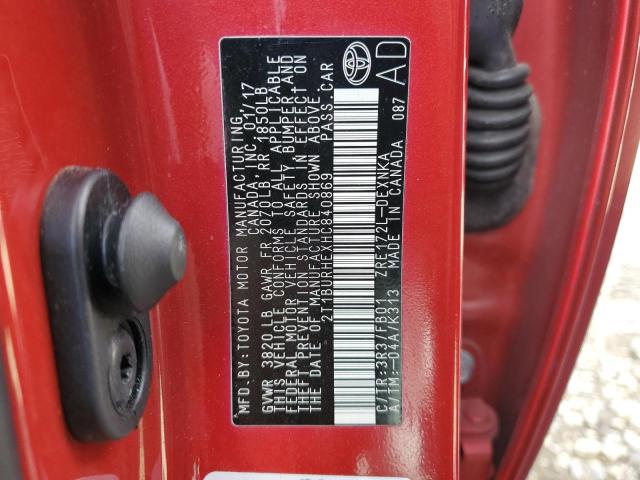 MFD.BY:TOYOTA MOTOR MANUFACTURING,
CANADA, INC. 01/17
GVWR 3820LB GAWR FR 2070LB RR 1850LB
THIS VEHICLE CONFORMS TO ALL APPLICABLE
FEDERAL MOTOR VEHICLE SAFETY, BUMPER, AND
THEFT PREVENTION STANDARDS IN EFFECT ON
THE DATE OF MANUFACTURE SHOWN ABOVE.
2T1BURHEXHC840869 PASS.CAR
C/TR:3R3/FB01 ZRE172L-DEXNKA
A/TM:-04A/K313 MADE IN CANADA 087
AD